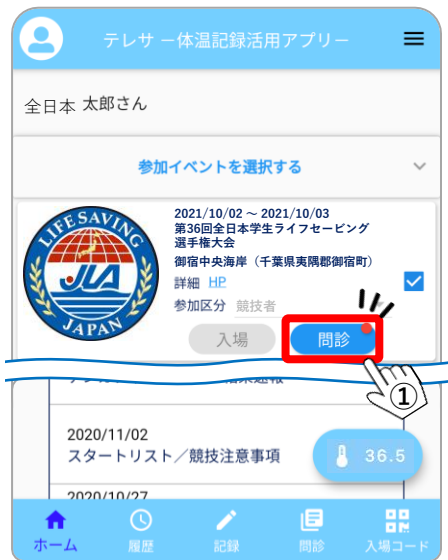 テレサ ー体温記録活用アプリー
全日本 太郎さん
参加イベントを選択する
LIFE SAVING
JLA
JAPAN
2021/10/02 ~ 2021/10/03
第36回全日本学生ライフセービング
選手権大会
御宿中央海岸（千葉県夷隅郡御宿町）
詳細 HP
参加区分 競技者
入場 問診
①
2020/11/02
スタートリスト／競技注意事項
36.5
2020/10/27
ホーム 履歴 記録 問診 入場コード